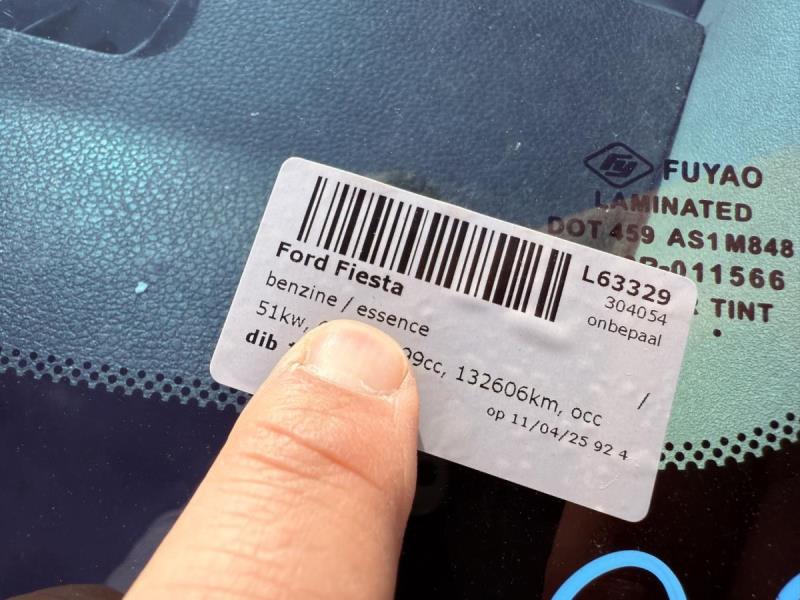 FUYAO
LAMINATED
DOT 459 AS1M848
-011566
TINT
L63329
304054
onbepaal
Ford Fiesta
benzine / essence
51kw, 99cc, 132606km, occ /
dib
op 11/04/25 92 4